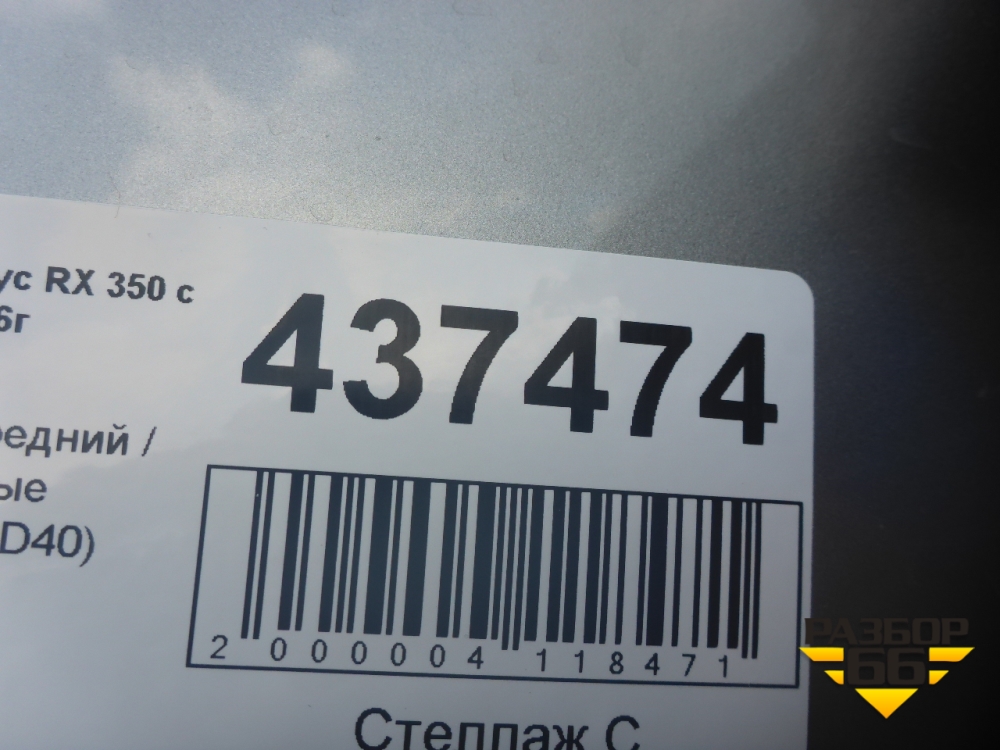 ус RX 350 с
6г
437474
редний /
ые
D40)
2 000004 118471
Стеллаж С
РАЗБОР
66